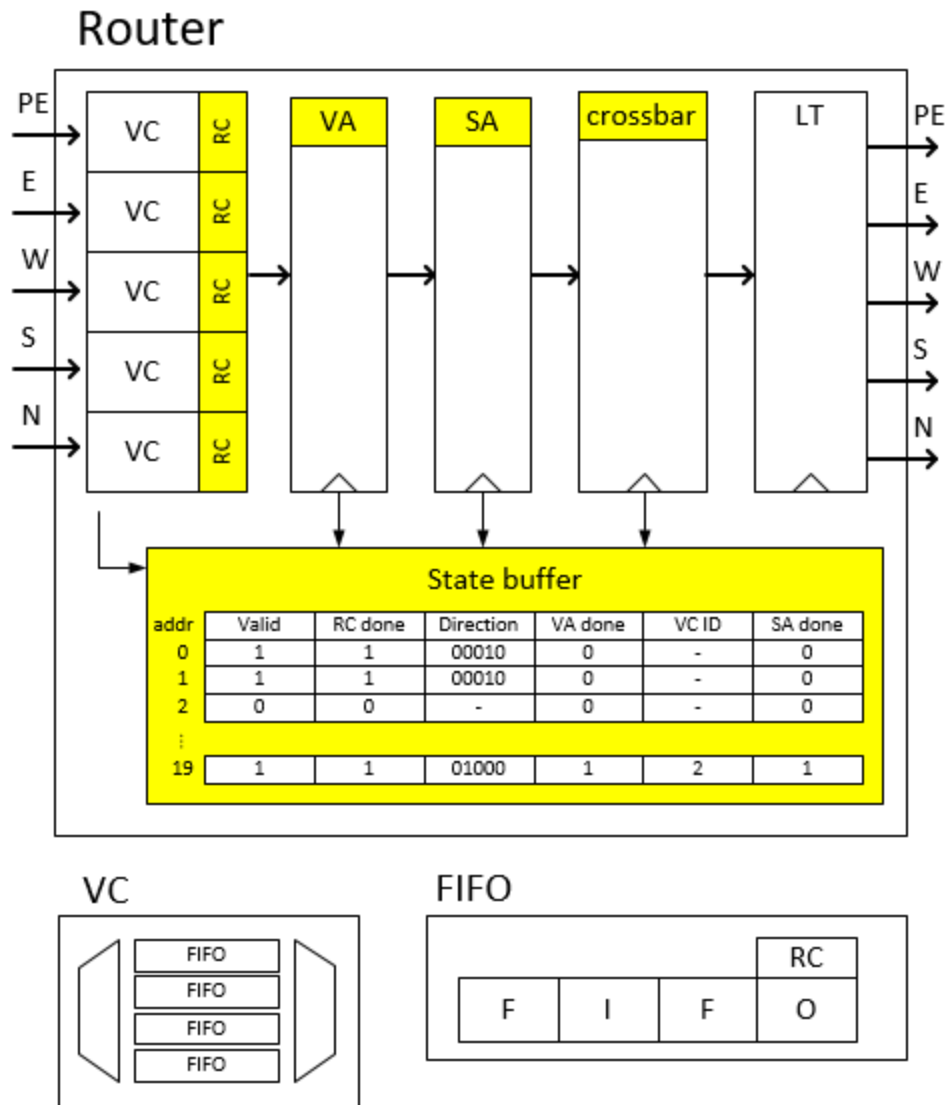 Router
PE
E
W
S
N
VC RC
VC RC
VC RC
VC RC
VC RC
VA
SA
crossbar
LT
PE
E
W
S
N
State buffer
addr Valid RC done Direction VA done VC ID SA done
0 1 1 00010 0 - 0
1 1 1 00010 0 - 0
2 0 0 - 0 - 0
⋮
19 1 1 01000 1 2 1
VC
FIFO
FIFO
FIFO
FIFO
FIFO
RC
F I F O